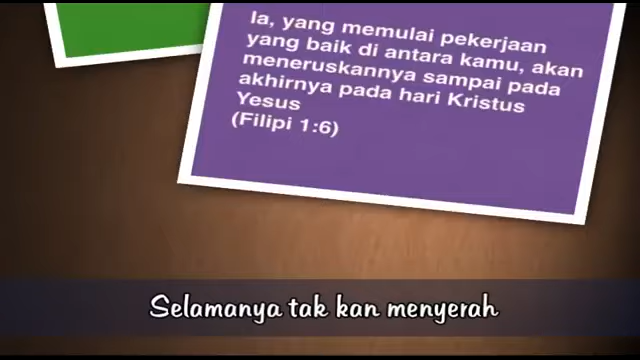 Ia, yang memulai pekerjaan
yang baik di antara kamu, akan
meneruskannya sampai pada
akhirnya pada hari Kristus
Yesus
(Filipi 1:6)
Selamanya tak kan menyerah